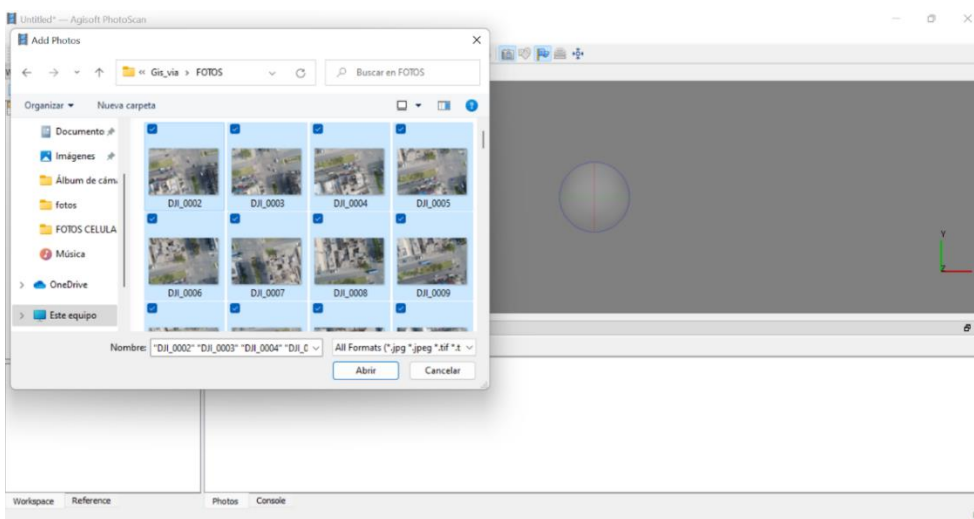 Untitled* — Agisoft PhotoScan
Add Photos
« Gis_via > FOTOS
Buscar en FOTOS
Organizar
Nueva carpeta
Documento
Imágenes
Álbum de cám
fotos
FOTOS CELULA
Música
OneDrive
Este equipo
DJI_0002 DJI_0003 DJI_0004 DJI_0005
DJI_0006 DJI_0007 DJI_0008 DJI_0009
Nombre: "DJI_0002" "DJI_0003" "DJI_0004" "DJI_0
All Formats (*.jpg *.jpeg *.tif *.t
Abrir Cancelar
Y
Z
Workspace Reference
Photos Console